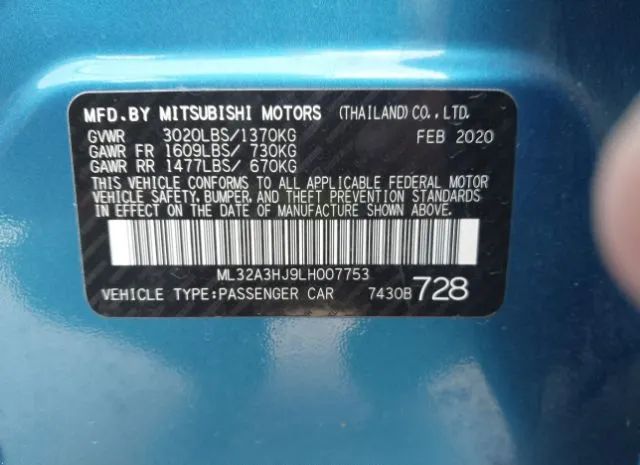 MFD.BY MITSUBISHI MOTORS (THAILAND) CO., LTD.
GVWR 3020LBS/1370KG FEB 2020
GAWR FR 1609LBS/ 730KG
GAWR RR 1477LBS/ 670KG
THIS VEHICLE CONFORMS TO ALL APPLICABLE FEDERAL MOTOR
VEHICLE SAFETY, BUMPER, AND THEFT PREVENTION STANDARDS
IN EFFECT ON THE DATE OF MANUFACTURE SHOWN ABOVE.
ML32A3HJ9LH007753
VEHICLE TYPE:PASSENGER CAR 7430B 728